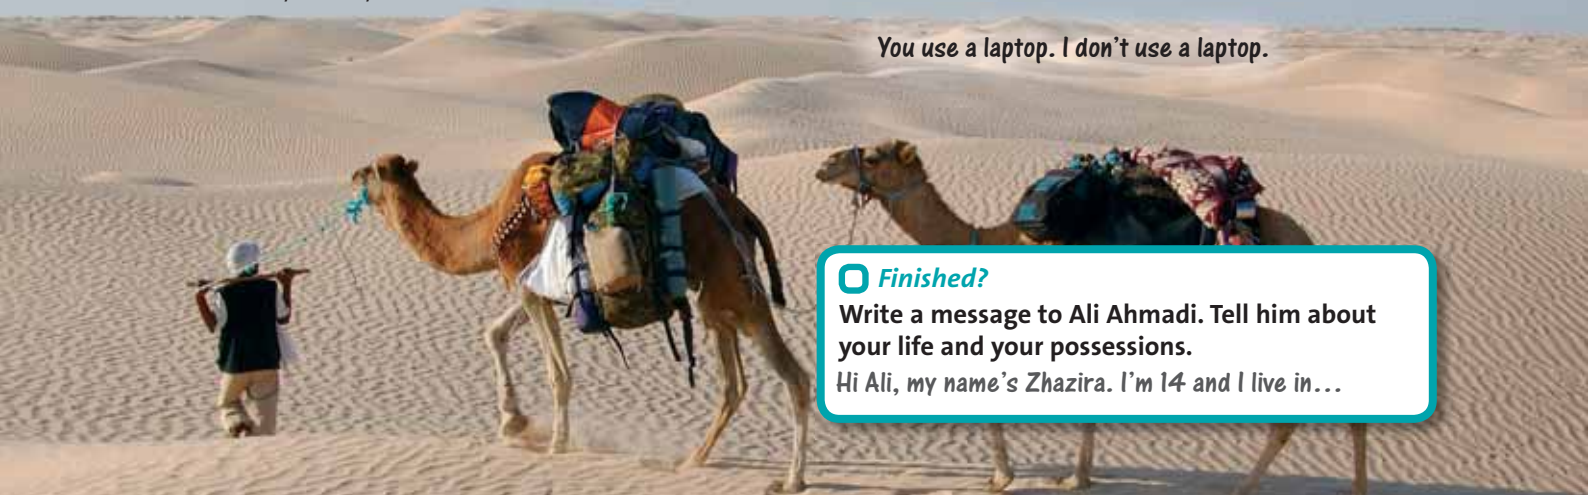 You use a laptop. I don't use a laptop.
Finished?
Write a message to Ali Ahmadi. Tell him about
your life and your possessions.
Hi Ali, my name's Zhazira. I'm 14 and I live in...